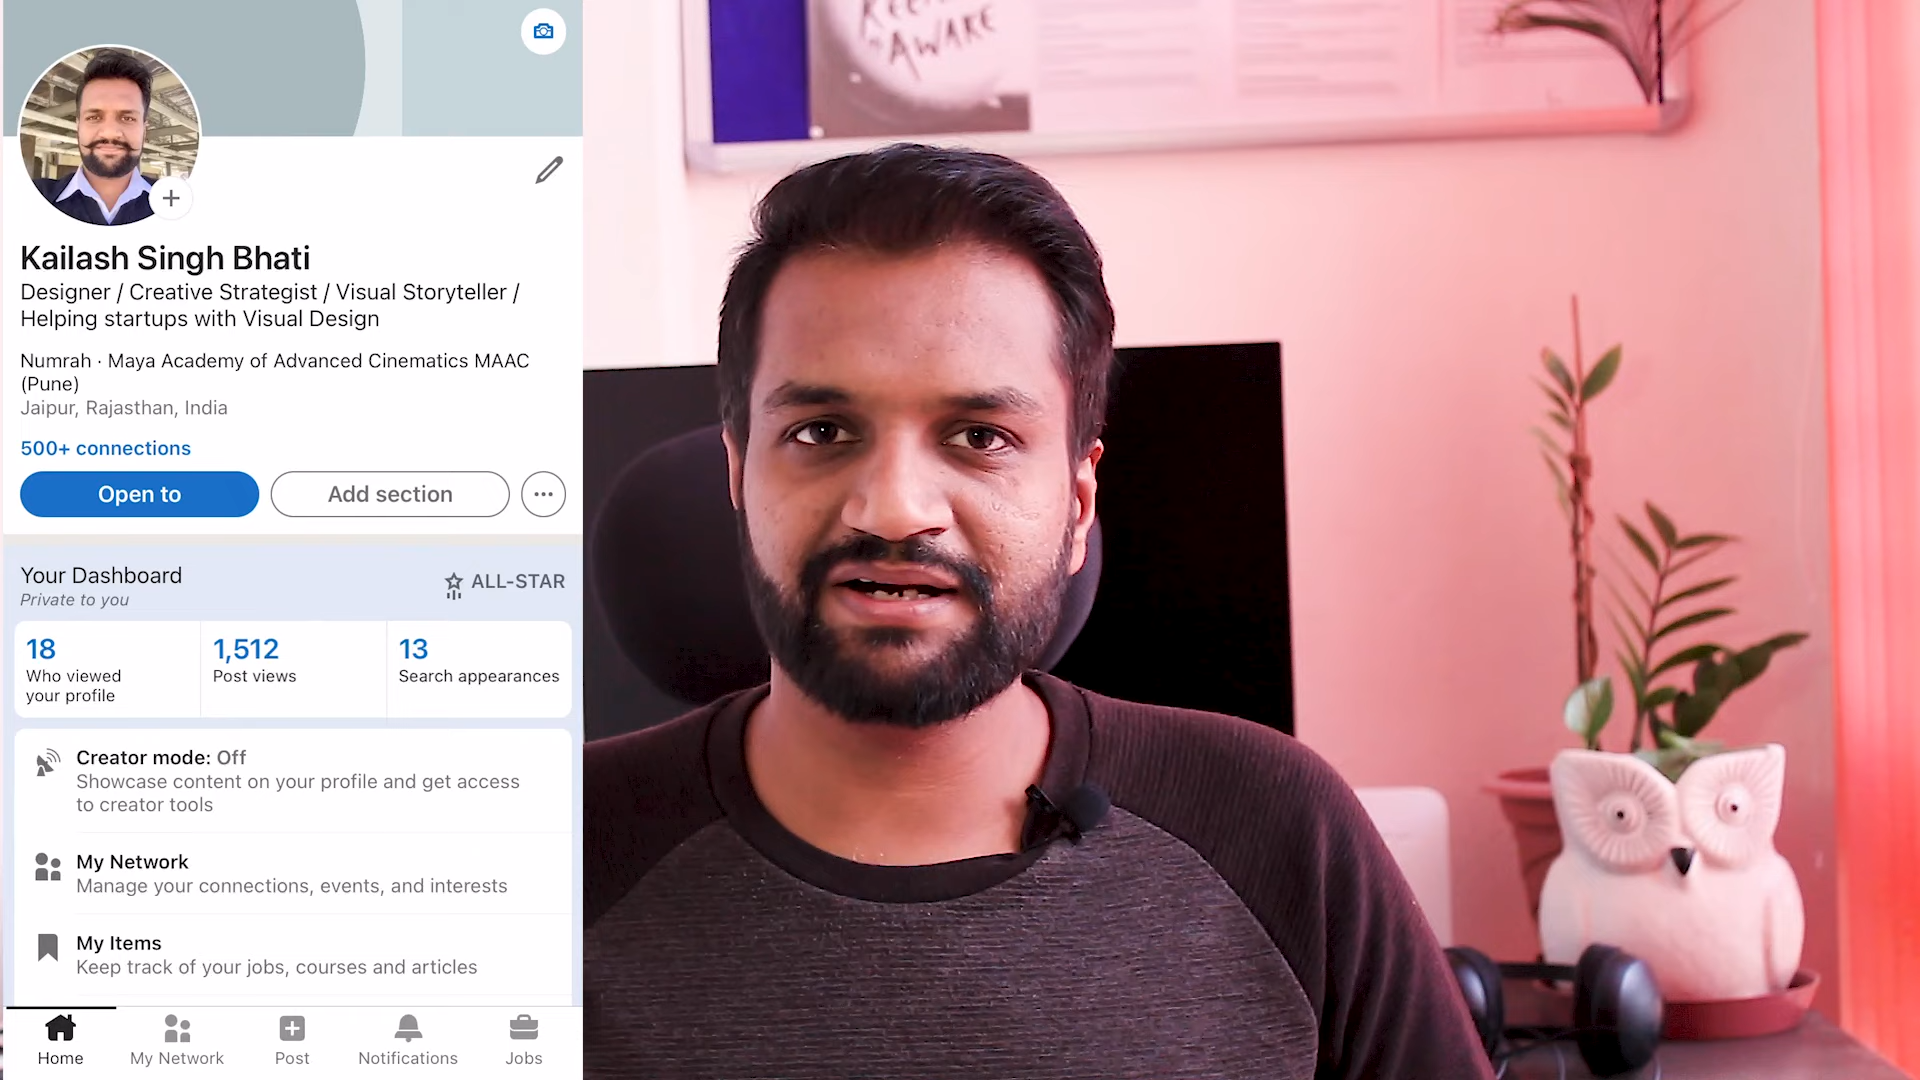 Kailash Singh Bhati
Designer / Creative Strategist / Visual Storyteller /
Helping startups with Visual Design
Numrah · Maya Academy of Advanced Cinematics MAAC
(Pune)
Jaipur, Rajasthan, India
500+ connections
Open to
Add section
Your Dashboard
Private to you
ALL-STAR
18
Who viewed
your profile
1,512
Post views
13
Search appearances
Creator mode: Off
Showcase content on your profile and get access
to creator tools
My Network
Manage your connections, events, and interests
My Items
Keep track of your jobs, courses and articles
Home
My Network
Post
Notifications
Jobs
AWARE